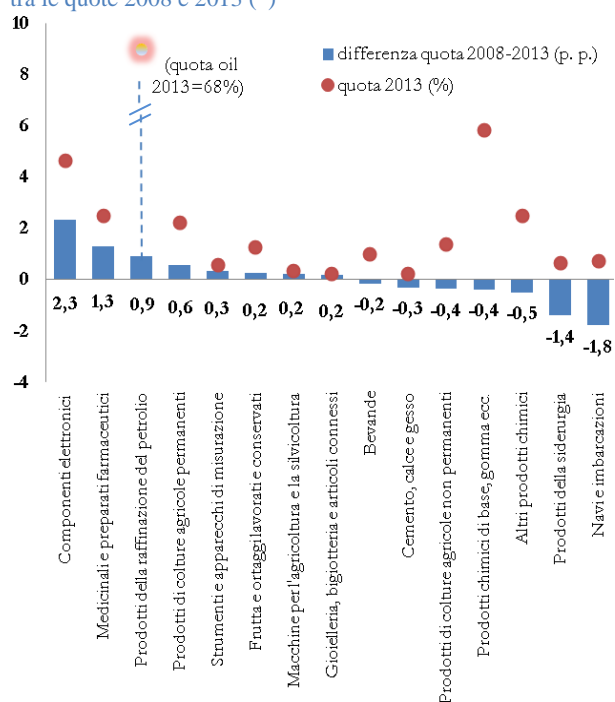 tra le quote 2008 e 2013 (*)
10
8
6
4
2
0
-2
-4
(quota oil
2013=68%)
differenza quota 2008-2013 (p. p.)
quota 2013 (%)
2,3
1,3
0,9
0,6
0,3
0,2
0,2
0,2
-0,2
-0,3
-0,4
-0,4
-0,5
-1,4
-1,8
Componenti elettronici
Medicinali e preparati farmaceutici
Prodotti della raffinazione del petrolio
Prodotti di colture agricole permanenti
Strumenti e apparecchi di misurazione
Frutta e ortaggi lavorati e conservati
Macchine per l'agricoltura e la silvicoltura
Gioielleria, bigiotteria e articoli connessi
Bevande
Cemento, calce e gesso
Prodotti di colture agricole non permanenti
Prodotti chimici di base, gomma ecc.
Altri prodotti chimici
Prodotti della siderurgia
Navi e imbarcazioni